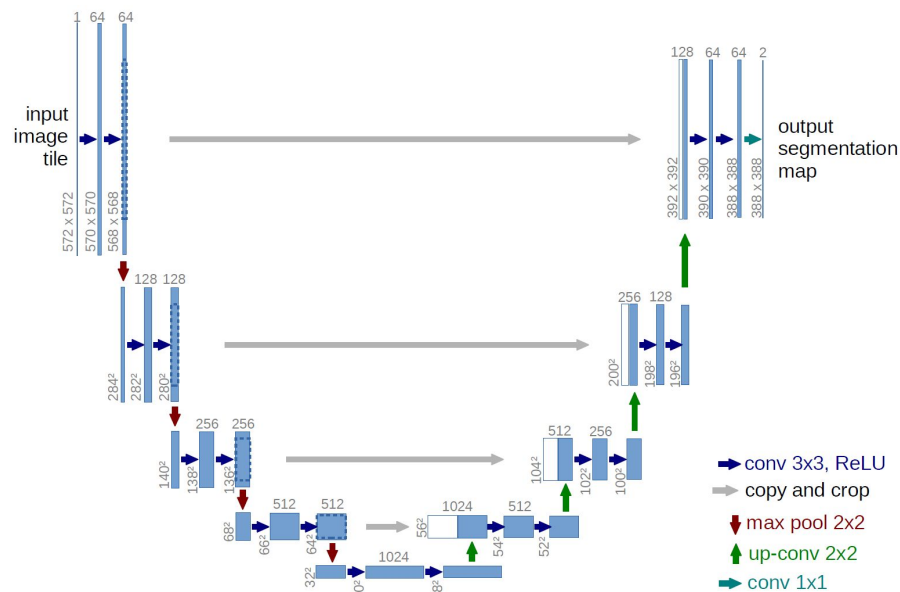 1 64 64
128 64 64 2
input
image
tile
output
segmentation
map
572 x 572
570 x 570
568 x 568
392 x 392
390 x 390
388 x 388
388 x 388
128 128
256 128
284²
282²
280²
200²
198²
196²
256 256
512 256
140²
138²
136²
104²
102²
100²
512 512
1024 512
68²
66²
64²
56²
54²
52²
1024
32²
0²
8²
conv 3x3, ReLU
copy and crop
max pool 2x2
up-conv 2x2
conv 1x1